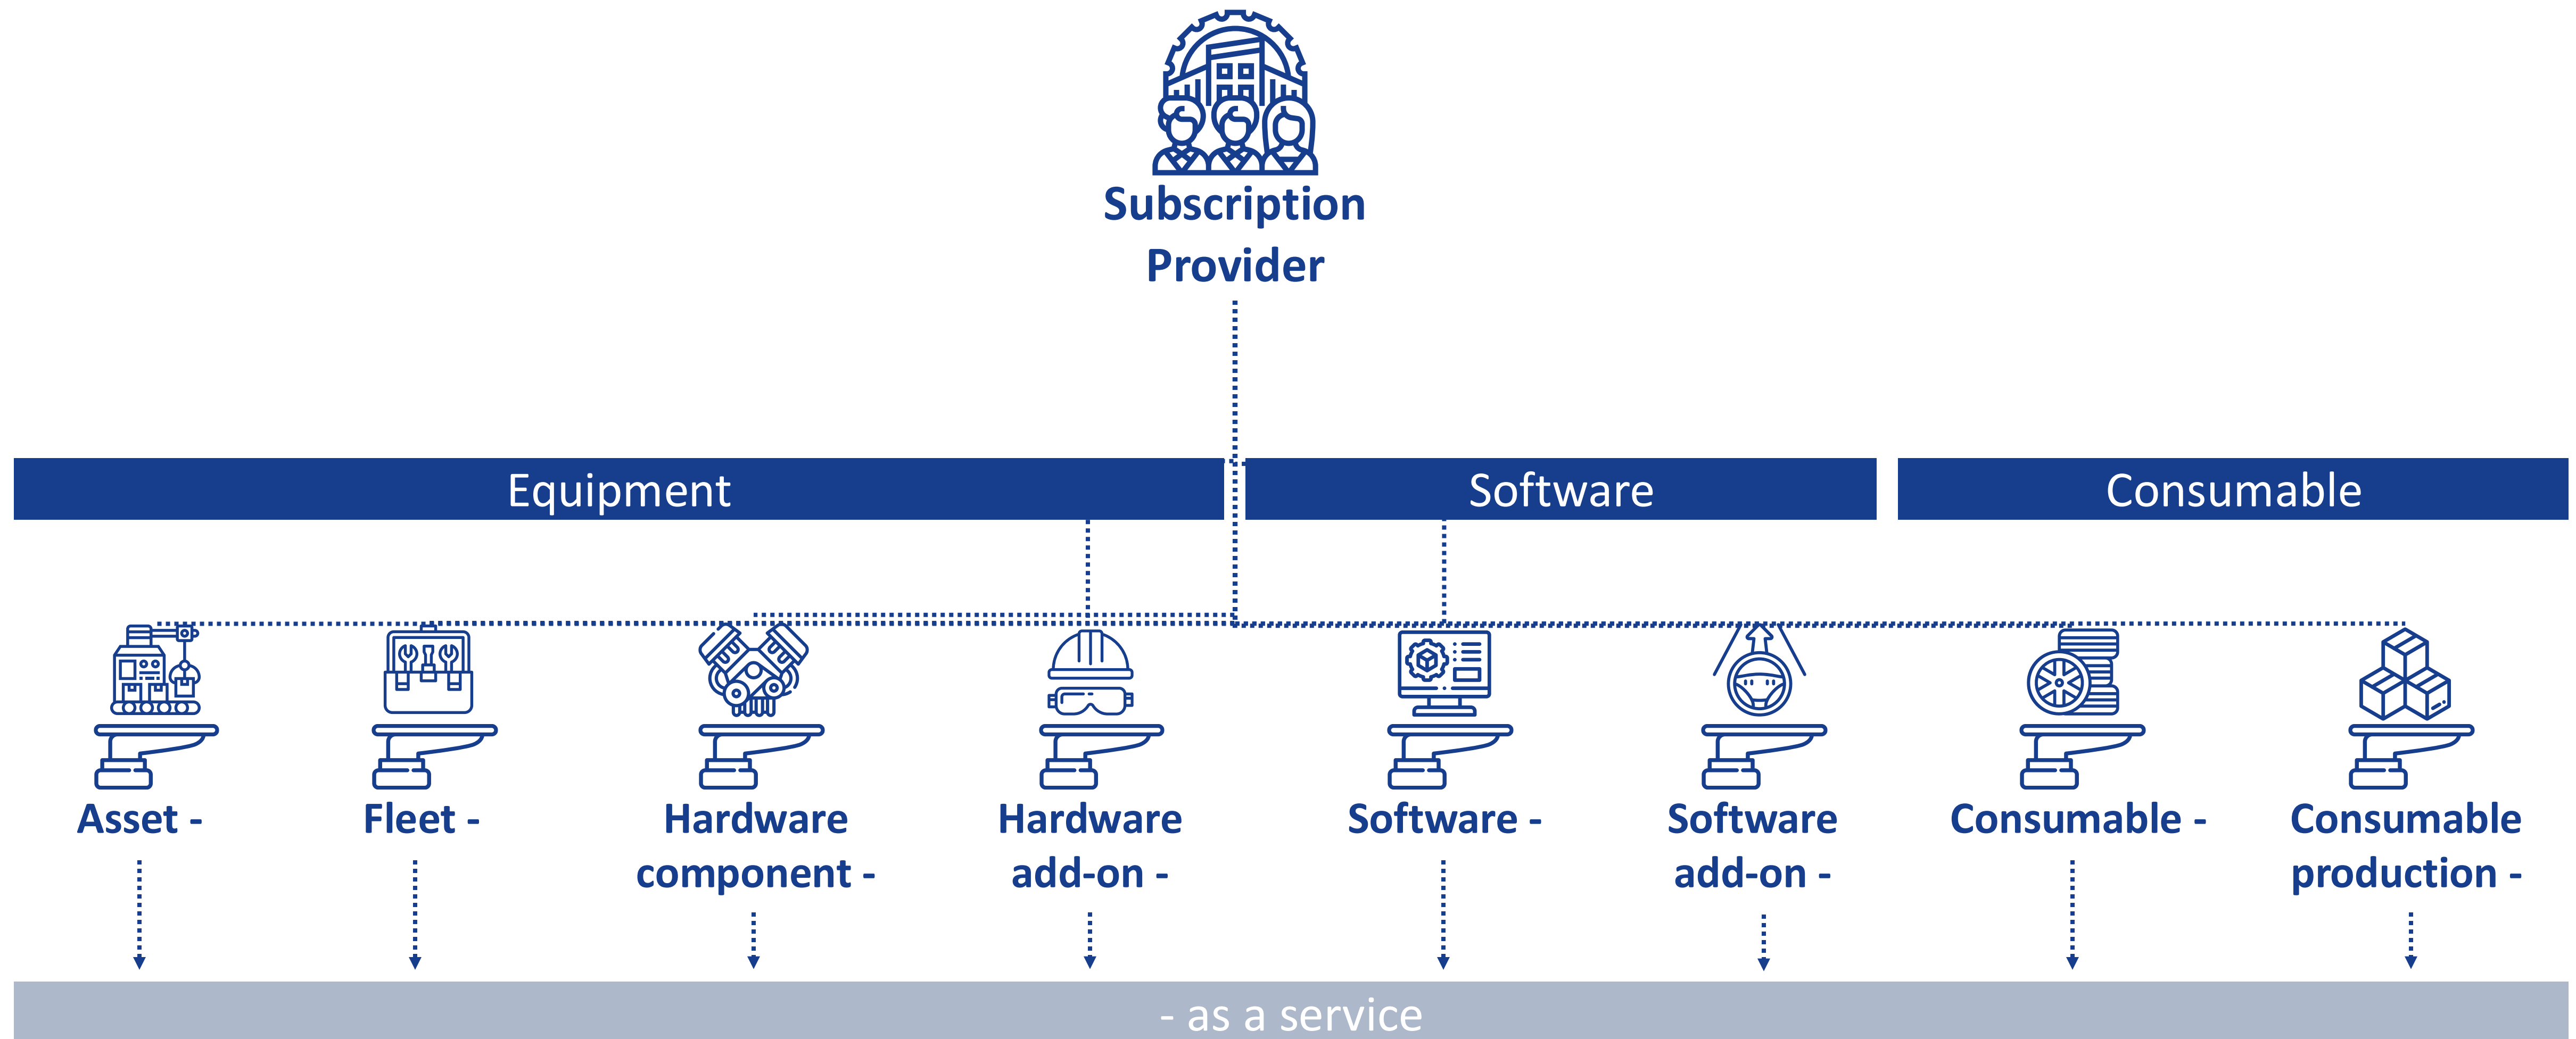 Subscription
Provider
Equipment
Software
Consumable
Asset -
Fleet -
Hardware
component -
Hardware
add-on -
Software -
Software
add-on -
Consumable -
Consumable
production -
- as a service